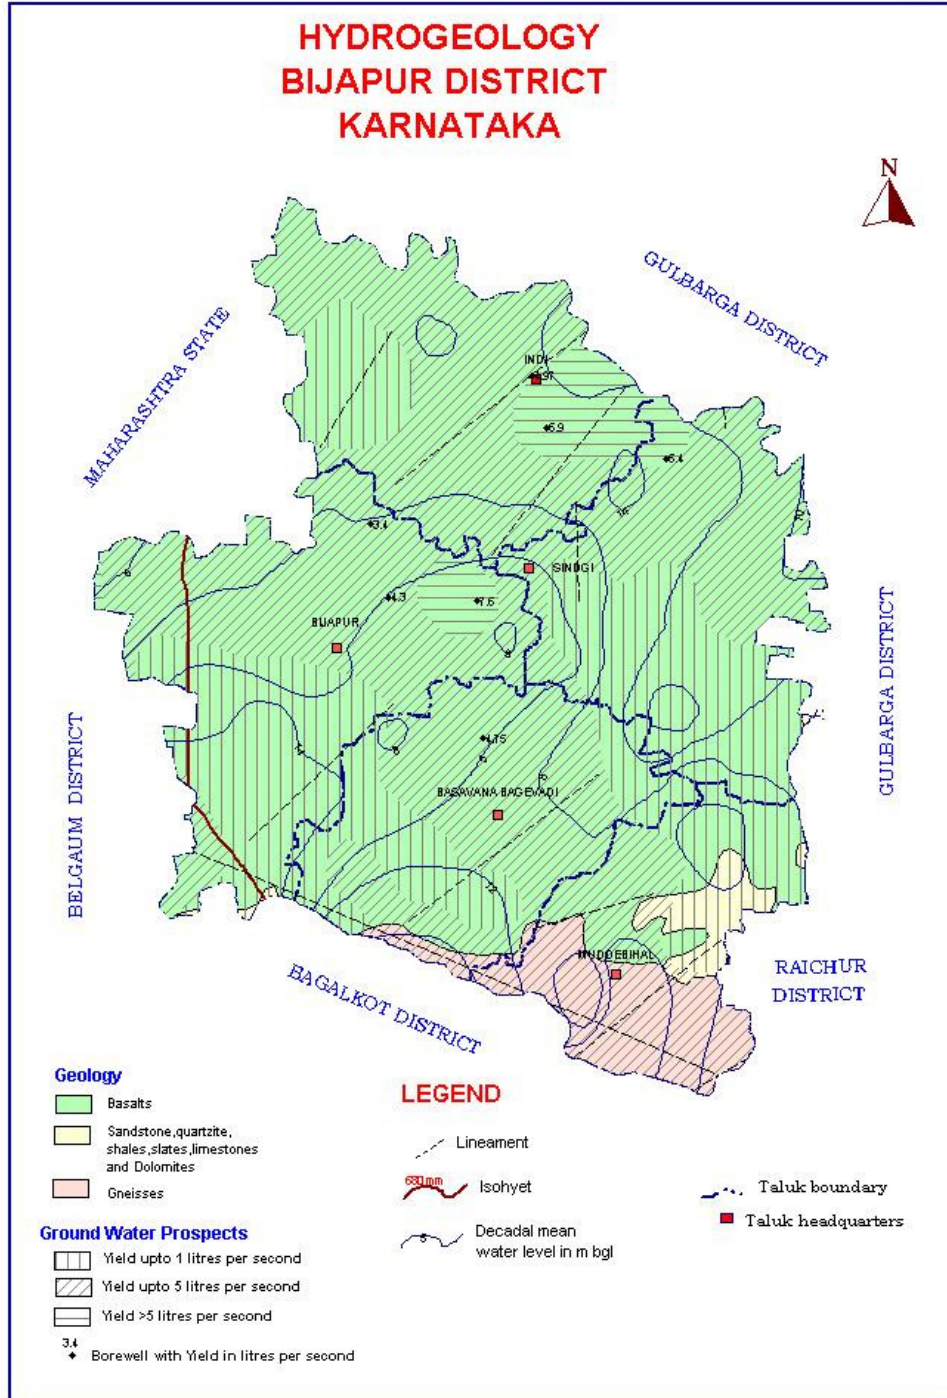 HYDROGEOLOGY
BIJAPUR DISTRICT
KARNATAKA
N
GULBARGA DISTRICT
MAHARASHTRA STATE
INDI
5.9
5.4
3.4
SINDGI
4.3
7.6
BIJAPUR
8
GULBARGA DISTRICT
BELGAUM DISTRICT
4.75
BASAVANA BAGEVADI
MUDDEBIHAL
RAICHUR
DISTRICT
BAGALKOT DISTRICT
Geology
Basalts
Sandstone,quartzite,
shales,slates,limestones
and Dolomites
Gneisses
Ground Water Prospects
Yield upto 1 litres per second
Yield upto 5 litres per second
Yield >5 litres per second
3.4
Borewell with Yield in litres per second
LEGEND
Lineament
680mm
Isohyet
5
Decadal mean
water level in m bgl
Taluk boundary
Taluk headquarters